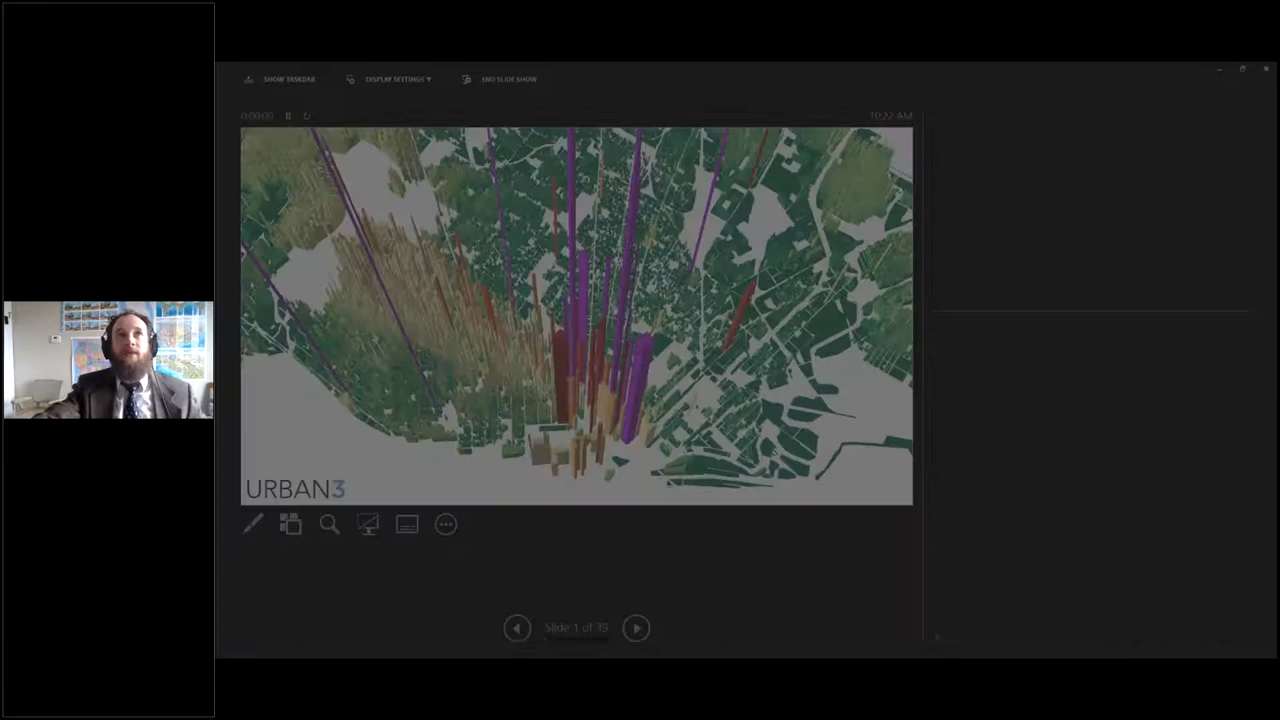 SHOW TASKBAR DISPLAY SETTINGS ▾ END SLIDE SHOW
0:00:00 10:22 AM
URBAN3
Slide 1 of 39